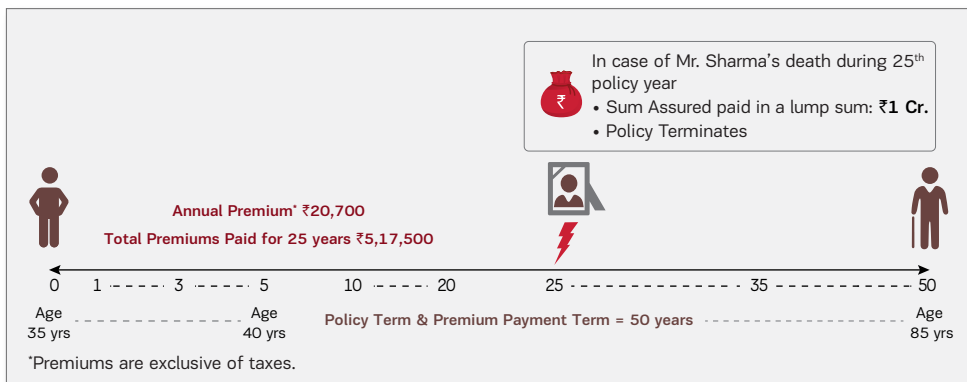 In case of Mr. Sharma’s death during 25th
policy year
• Sum Assured paid in a lump sum: ₹1 Cr.
• Policy Terminates
₹
Annual Premium* ₹20,700
Total Premiums Paid for 25 years ₹5,17,500
0 1 - - - - - - - 3 - - - - - - - 5 10 - - - - - - - 20 25 - - - - - - - - - - - - - - - 35 - - - - - - - - - - - - - - - 50
Age 35 yrs - - - - - - - Age 40 yrs
Policy Term & Premium Payment Term = 50 years - - - - - - - Age 85 yrs
*Premiums are exclusive of taxes.